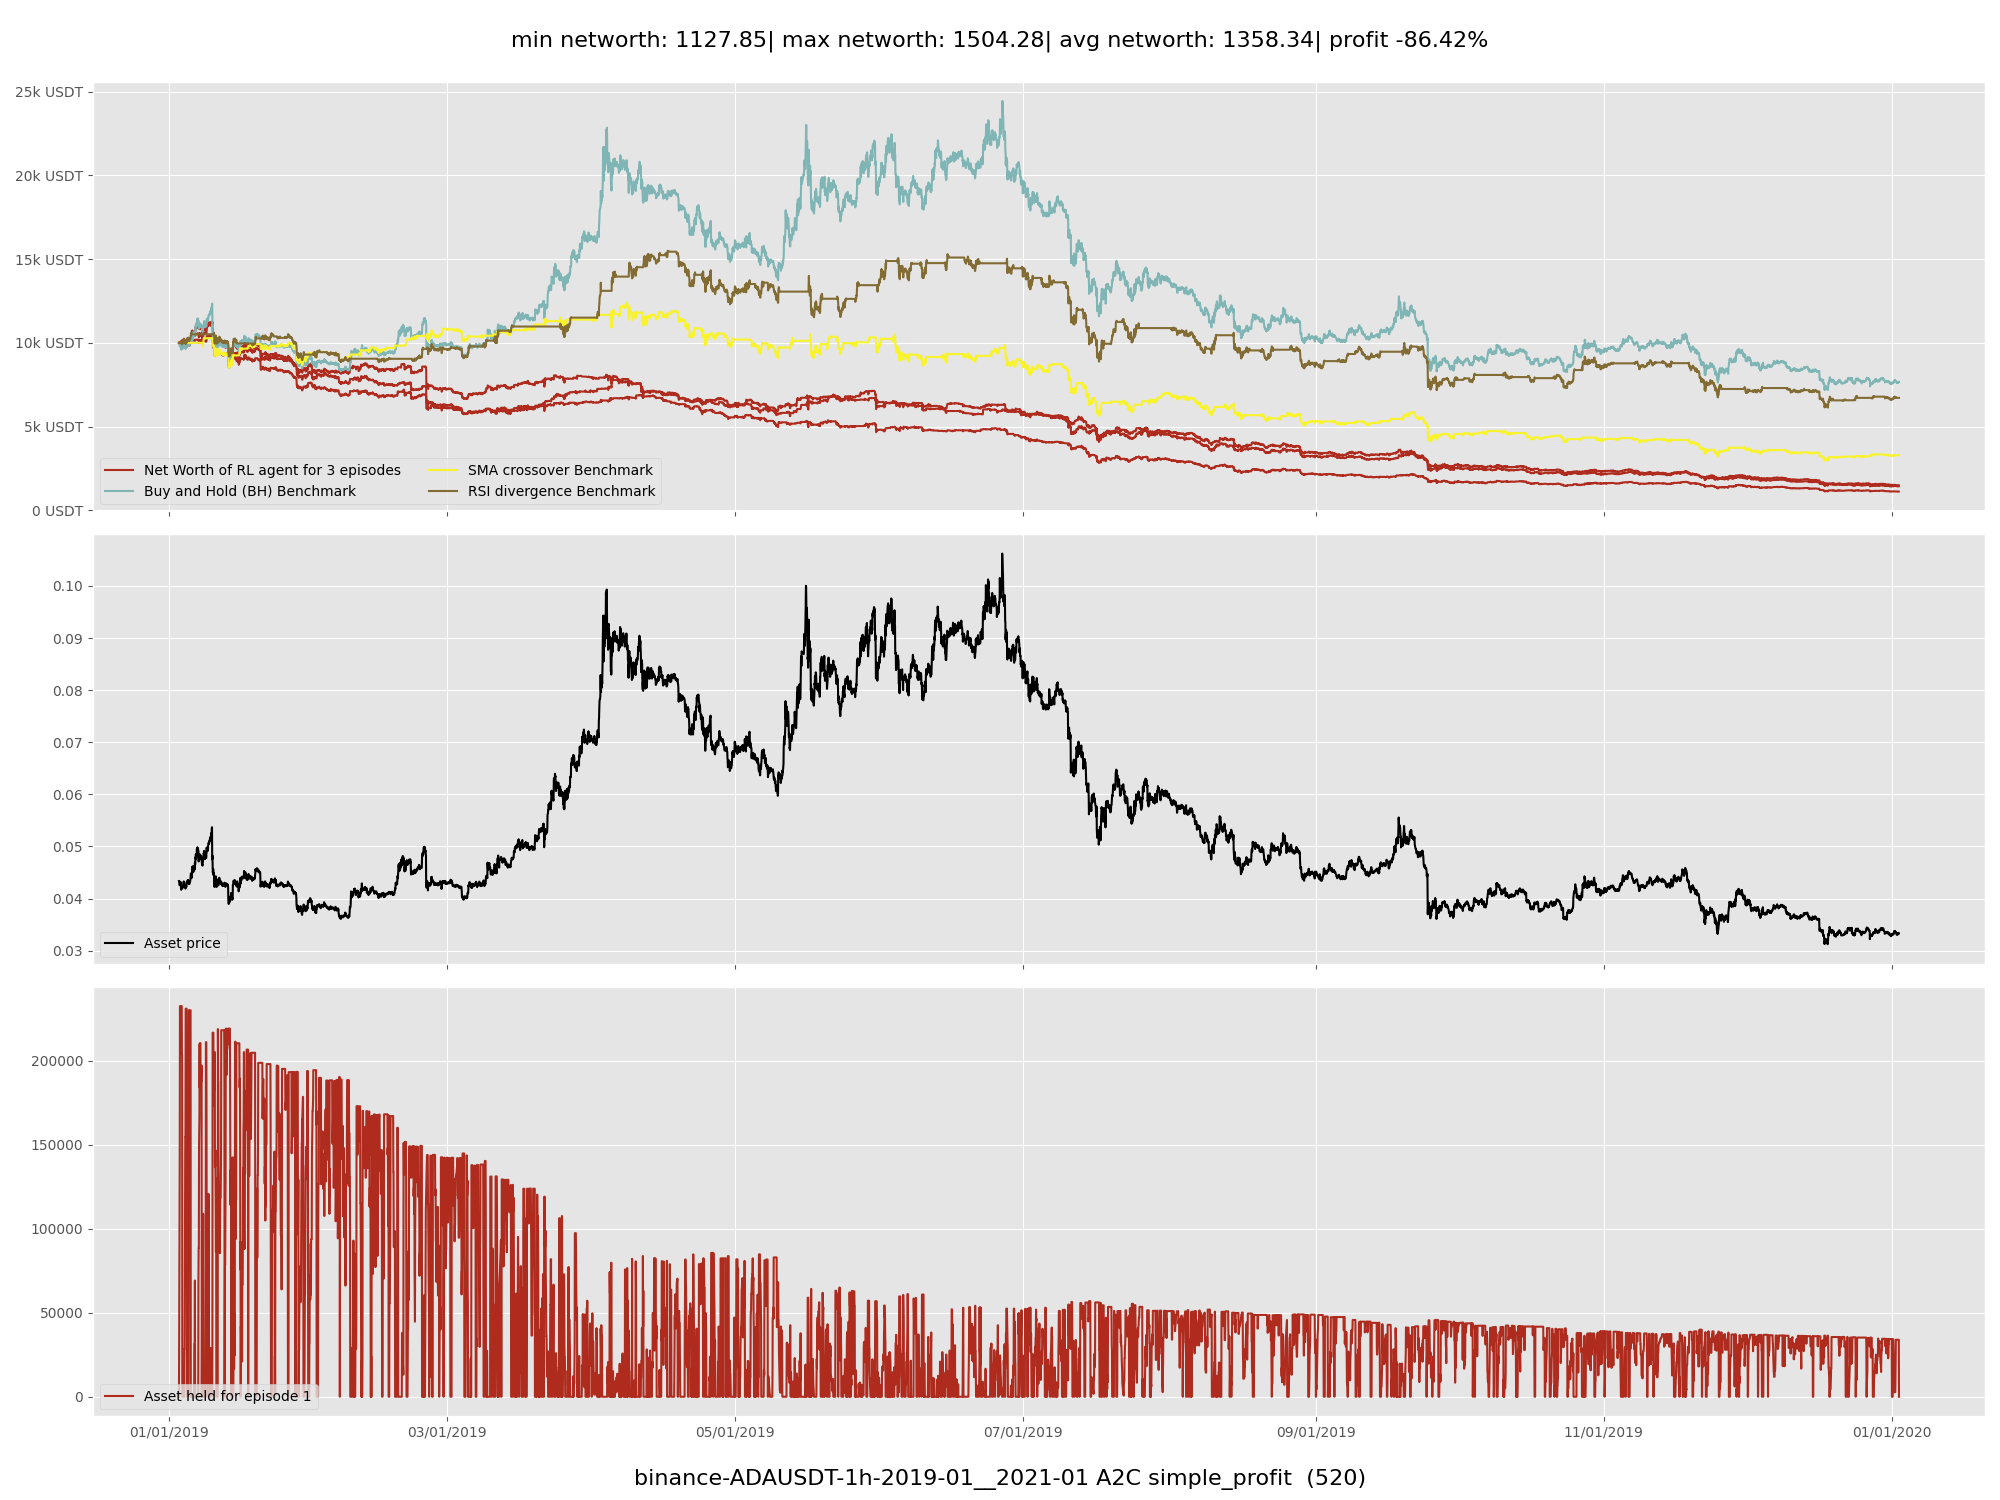 min networth: 1127.85| max networth: 1504.28| avg networth: 1358.34| profit -86.42%
25k USDT
20k USDT
15k USDT
10k USDT
5k USDT
0 USDT
Net Worth of RL agent for 3 episodes
Buy and Hold (BH) Benchmark
SMA crossover Benchmark
RSI divergence Benchmark
0.10
0.09
0.08
0.07
0.06
0.05
0.04
0.03
Asset price
200000
150000
100000
50000
0
Asset held for episode 1
01/01/2019 03/01/2019 05/01/2019 07/01/2019 09/01/2019 11/01/2019 01/01/2020
binance-ADAUSDT-1h-2019-01__2021-01 A2C simple_profit  (520)